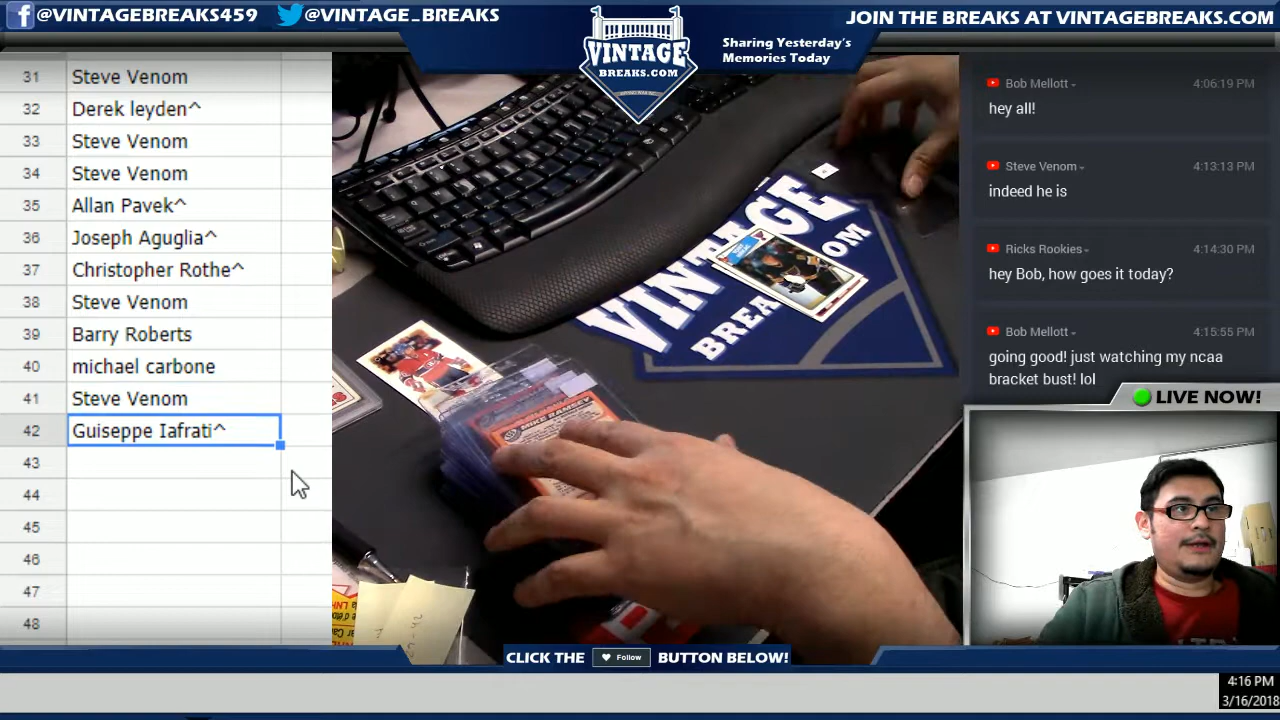 @VINTAGEBREAKS459
@VINTAGE_BREAKS
VINTAGE
BREAKS.COM
Sharing Yesterday's
Memories Today
JOIN THE BREAKS AT VINTAGEBREAKS.COM
31 Steve Venom
32 Derek leyden^
33 Steve Venom
34 Steve Venom
35 Allan Pavek^
36 Joseph Aguglia^
37 Christopher Rothe^
38 Steve Venom
39 Barry Roberts
40 michael carbone
41 Steve Venom
42 Guiseppe Iafrati^
43
44
45
46
47
48
VINTAGE
BREA
OM
MIKE RAMSEY
Bob Mellott 4:06:19 PM
hey all!
Steve Venom 4:13:13 PM
indeed he is
Ricks Rookies 4:14:30 PM
hey Bob, how goes it today?
Bob Mellott 4:15:55 PM
going good! just watching my ncaa
bracket bust! lol
LIVE NOW!
CLICK THE Follow BUTTON BELOW!
4:16 PM
3/16/2018